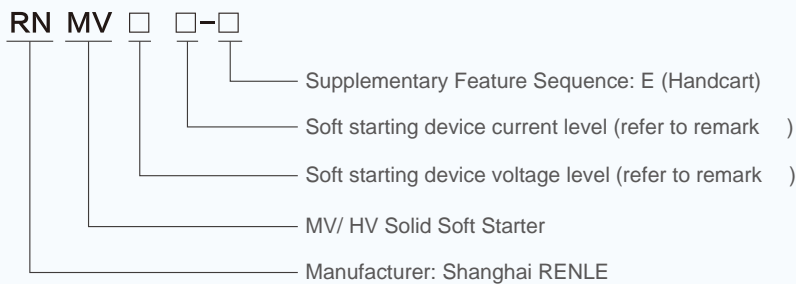 RN MV □ □-□
Supplementary Feature Sequence: E (Handcart)
Soft starting device current level (refer to remark )
Soft starting device voltage level (refer to remark )
MV/ HV Solid Soft Starter
Manufacturer: Shanghai RENLE